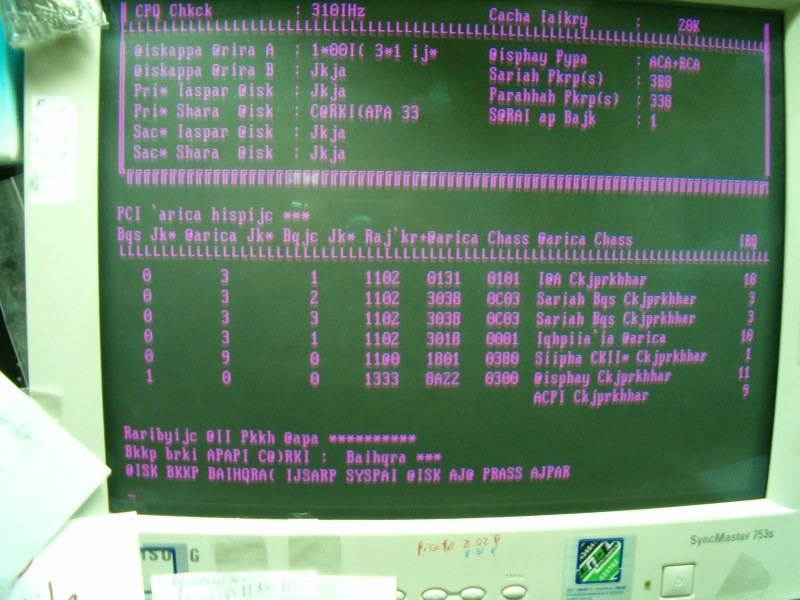 CPQ Chkck : 310IHz Cacha Iaikry : 20K
@iskappa @rira A : 1*00I( 3*1 ij* @isphay Pypa : ACA+RCA
@iskappa @rira B : Jkja Sariah Pkrp(s) : 3B8
Pri* Iaspar @isk : Jkja Parahhah Pkrp(s) : 338
Pri* Shara @isk : C@RKI(APA 33 S@RAI ap Bajk : 1
Sac* Iaspar @isk : Jkja
Sac* Shara @isk : Jkja
PCI `arica hispijc ***
Bqs Jk* @arica Jk* Bqjc Jk* Raj`kr+@arica Chass @arica Chass IRQ
0 3 1 1102 0131 0101 I@A Ckjprkhhar 10
0 3 2 1102 3038 0C03 Sariah Bqs Ckjprkhhar 3
0 3 3 1102 3038 0C03 Sariah Bqs Ckjprkhhar 3
0 3 1 1102 3018 0001 Iqhpiia`ia @arica 10
0 9 0 11@0 1801 0380 Siipha CKII* Ckjprkhhar 1
1 0 0 1333 8A22 0300 @isphay Ckjprkhhar 11
ACPI Ckjprkhhar 9
Raribyijc @II Pkkh @apa **********
Bkkp brki APAPI C@)RKI : Baihqra ***
@ISK BKKP BAIHQRA( IJSARP SYSPAI @ISK AJ@ PRASS AJPAR
SyncMaster 753s
Menu